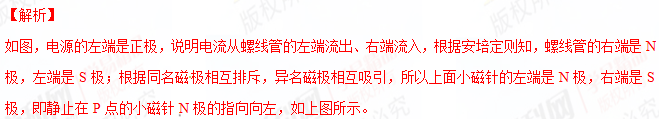 【解析】
如图，电源的左端是正极，说明电流从螺线管的左端流出、右端流入，根据安培定则知，螺线管的右端是 N
极，左端是 S 极；根据同名磁极相互排斥，异名磁极相互吸引，所以上面小磁针的左端是 N 极，右端是 S
极，即静止在 P 点的小磁针 N 极的指向向左，如上图所示。